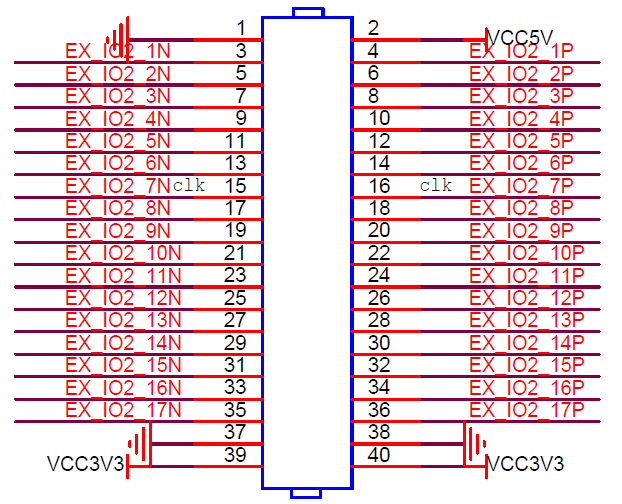 1 2 VCC5V
EX_IO2_1N 3 4 EX_IO2_1P
EX_IO2_2N 5 6 EX_IO2_2P
EX_IO2_3N 7 8 EX_IO2_3P
EX_IO2_4N 9 10 EX_IO2_4P
EX_IO2_5N 11 12 EX_IO2_5P
EX_IO2_6N 13 14 EX_IO2_6P
EX_IO2_7N clk 15 16 clk EX_IO2_7P
EX_IO2_8N 17 18 EX_IO2_8P
EX_IO2_9N 19 20 EX_IO2_9P
EX_IO2_10N 21 22 EX_IO2_10P
EX_IO2_11N 23 24 EX_IO2_11P
EX_IO2_12N 25 26 EX_IO2_12P
EX_IO2_13N 27 28 EX_IO2_13P
EX_IO2_14N 29 30 EX_IO2_14P
EX_IO2_15N 31 32 EX_IO2_15P
EX_IO2_16N 33 34 EX_IO2_16P
EX_IO2_17N 35 36 EX_IO2_17P
37 38
VCC3V3 39 40 VCC3V3